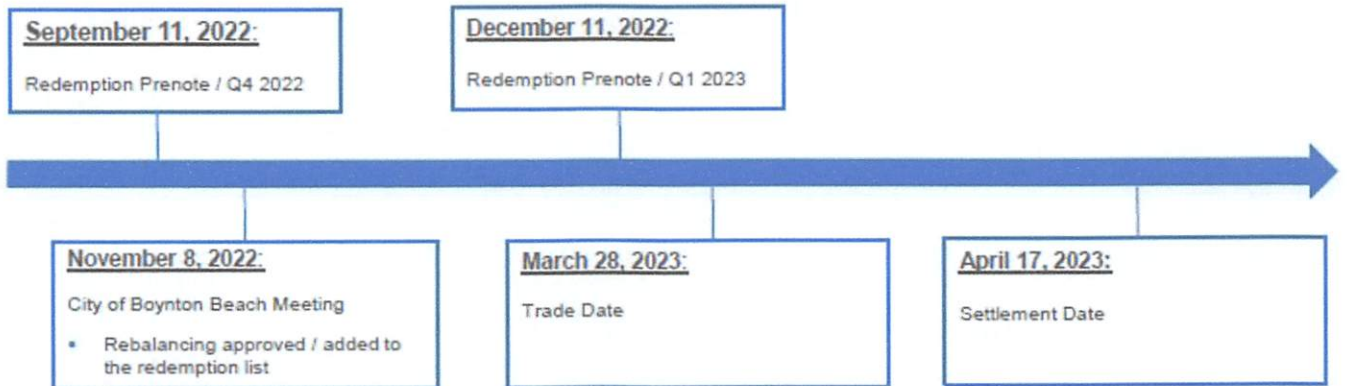 September 11, 2022:
Redemption Prenote / Q4 2022
December 11, 2022:
Redemption Prenote / Q1 2023
November 8, 2022:
City of Boynton Beach Meeting
• Rebalancing approved / added to
the redemption list
March 28, 2023:
Trade Date
April 17, 2023:
Settlement Date